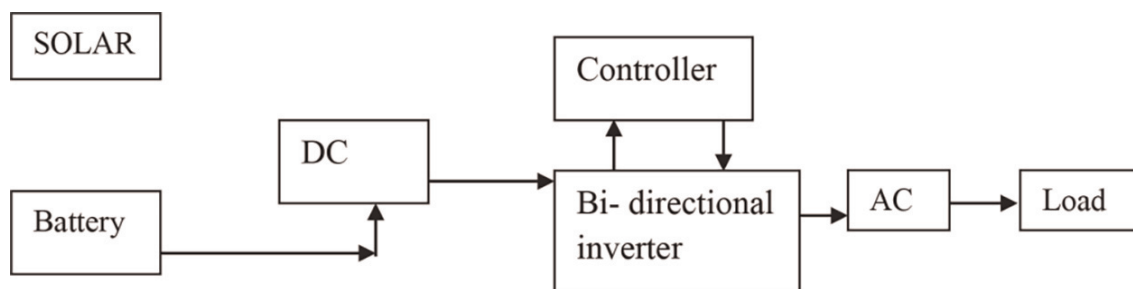 SOLAR
Controller
DC
Battery
Bi- directional
inverter
AC
Load